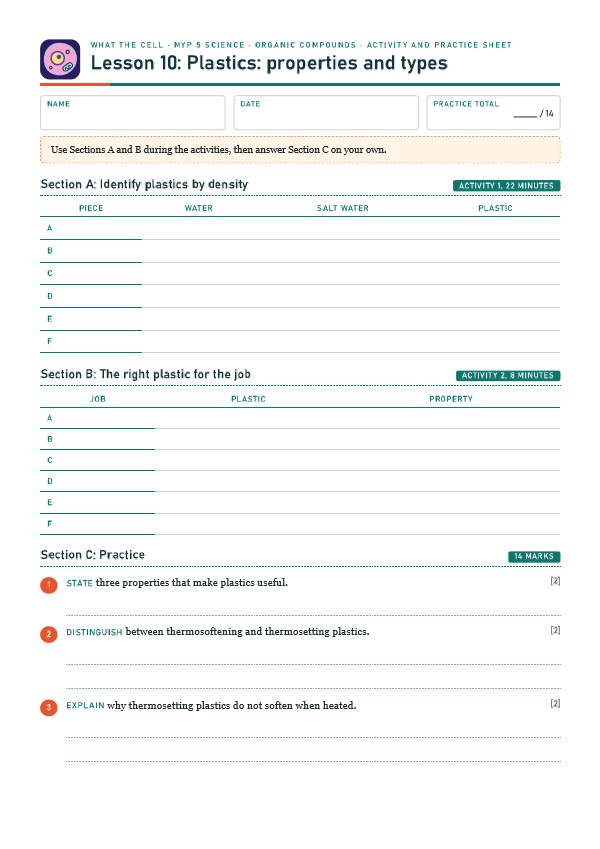 WHAT THE CELL · MYP 5 SCIENCE · ORGANIC COMPOUNDS · ACTIVITY AND PRACTICE SHEET
Lesson 10: Plastics: properties and types
NAME
DATE
PRACTICE TOTAL
_____ / 14
Use Sections A and B during the activities, then answer Section C on your own.
Section A: Identify plastics by density
ACTIVITY 1, 22 MINUTES
PIECE WATER SALT WATER PLASTIC
A
B
C
D
E
F
Section B: The right plastic for the job
ACTIVITY 2, 8 MINUTES
JOB PLASTIC PROPERTY
A
B
C
D
E
F
Section C: Practice
14 MARKS
1 STATE three properties that make plastics useful. [2]
2 DISTINGUISH between thermosoftening and thermosetting plastics. [2]
3 EXPLAIN why thermosetting plastics do not soften when heated. [2]